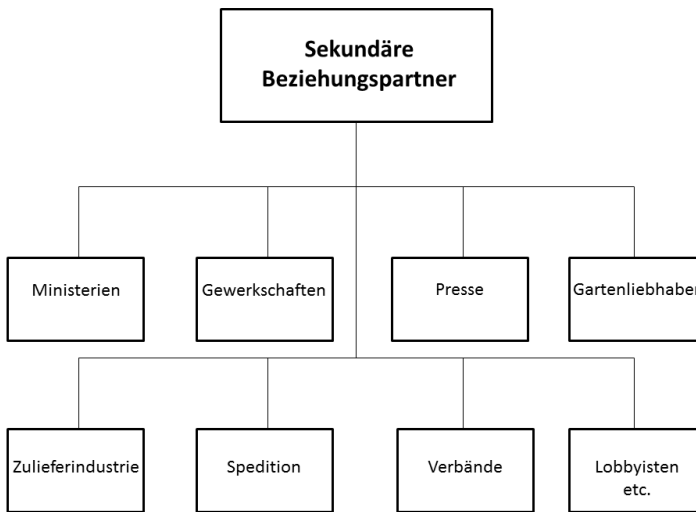 Sekundäre
Beziehungspartner
Ministerien
Gewerkschaften
Presse
Gartenliebhaber
Zulieferindustrie
Spedition
Verbände
Lobbyisten
etc.